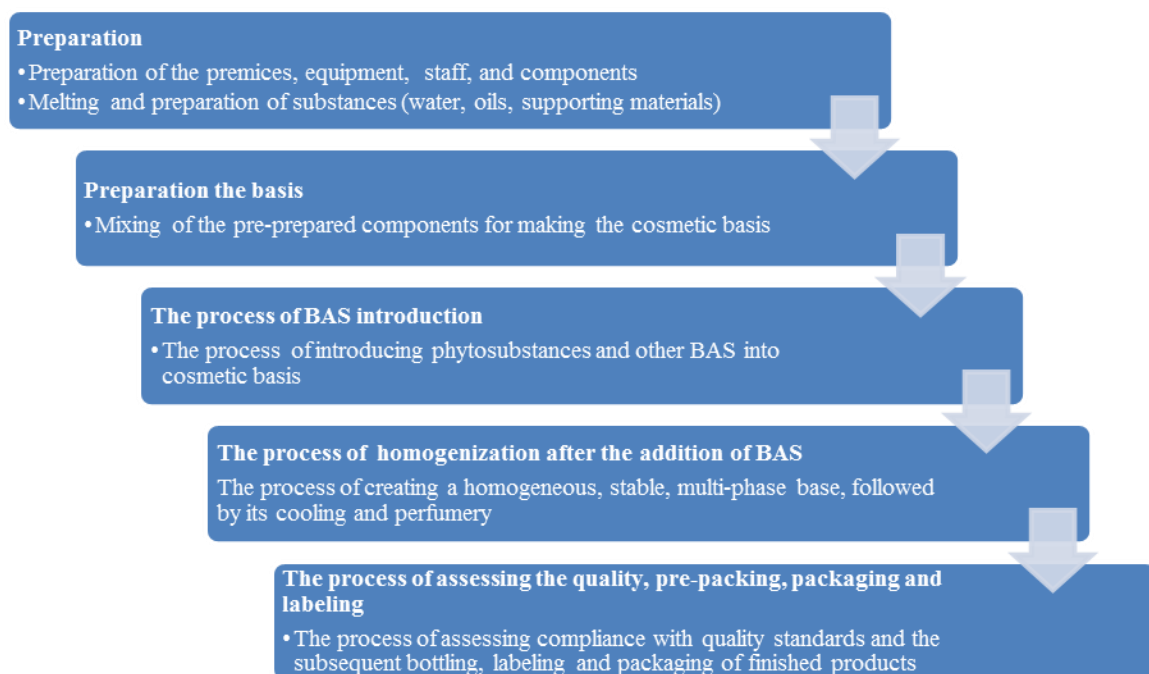 Preparation
•Preparation of the premices, equipment, staff, and components
•Melting and preparation of substances (water, oils, supporting materials)
Preparation the basis
•Mixing of the pre-prepared components for making the cosmetic basis
The process of BAS introduction
•The process of introducing phytosubstances and other BAS into
cosmetic basis
The process of homogenization after the addition of BAS
The process of creating a homogeneous, stable, multi-phase base, followed
by its cooling and perfumery
The process of assessing the quality, pre-packing, packaging and
labeling
•The process of assessing compliance with quality standards and the
subsequent bottling, labeling and packaging of finished products